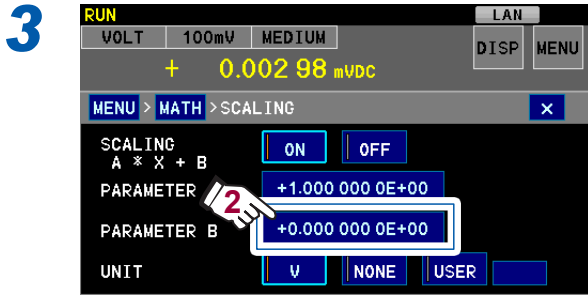 3
RUN LAN
VOLT 100mV MEDIUM DISP MENU
+ 0.002 98 mVDC
MENU > MATH >SCALING ×
SCALING ON OFF
A * X + B
PARAMETER +1.000 000 0E+00
2
PARAMETER B +0.000 000 0E+00
UNIT V NONE USER